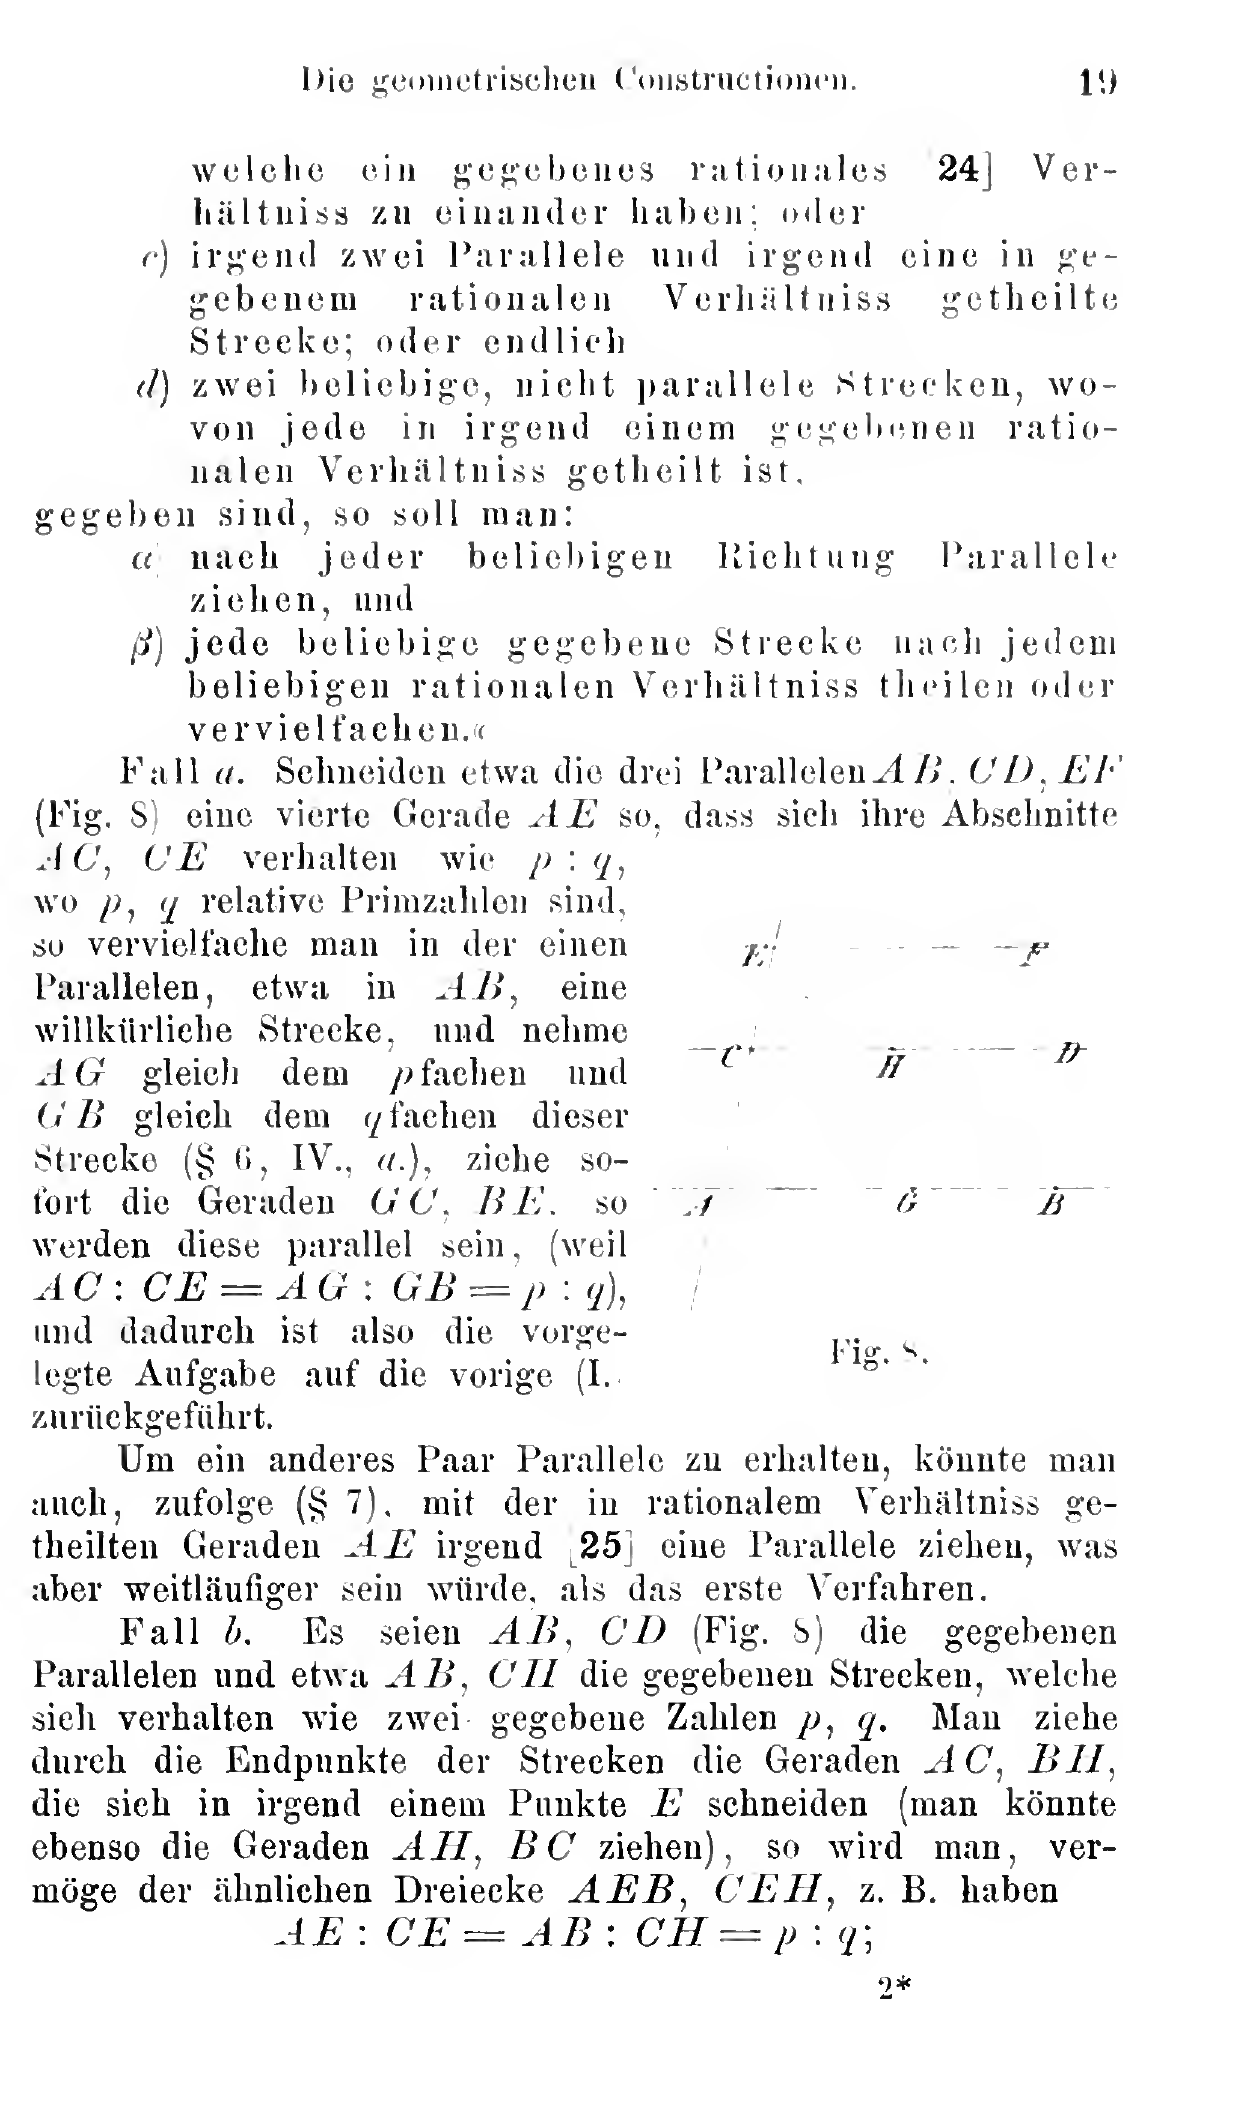 Die geometrischen Constructionen. 19
welche ein gegebenes rationales 24] Ver-
hältniss zu einander haben; oder
c) irgend zwei Parallele und irgend eine in ge-
gebenem rationalen Verhältniss getheilte
Strecke; oder endlich
d) zwei beliebige, nicht parallele Strecken, wo-
von jede in irgend einem gegebenen ratio-
nalen Verhältniss getheilt ist,
gegeben sind, so soll man:
α) nach jeder beliebigen Richtung Parallele
ziehen, und
β) jede beliebige gegebene Strecke nach jedem
beliebigen rationalen Verhältniss theilen oder
vervielfachen.«
Fall a. Schneiden etwa die drei Parallelen AB, CD, EF
(Fig. 8) eine vierte Gerade AE so, dass sich ihre Abschnitte
AC, CE verhalten wie p : q,
wo p, q relative Primzahlen sind,
so vervielfache man in der einen
Parallelen, etwa in AB, eine
willkürliche Strecke, und nehme
AG gleich dem pfachen und
GB gleich dem qfachen dieser
Strecke (§ 6, IV., a.), ziehe so-
fort die Geraden GC, BE, so
werden diese parallel sein, (weil
AC : CE = AG : GB = p : q),
und dadurch ist also die vorge-
legte Aufgabe auf die vorige (I.
zurückgeführt.
E F
C H D
A G B
Fig. 8.
Um ein anderes Paar Parallele zu erhalten, könnte man
auch, zufolge (§ 7), mit der in rationalem Verhältniss ge-
theilten Geraden AE irgend [25] eine Parallele ziehen, was
aber weitläufiger sein würde, als das erste Verfahren.
Fall b. Es seien AB, CD (Fig. 8) die gegebenen
Parallelen und etwa AB, CH die gegebenen Strecken, welche
sich verhalten wie zwei gegebene Zahlen p, q. Man ziehe
durch die Endpunkte der Strecken die Geraden AC, BH,
die sich in irgend einem Punkte E schneiden (man könnte
ebenso die Geraden AH, BC ziehen), so wird man, ver-
möge der ähnlichen Dreiecke AEB, CEH, z. B. haben
AE : CE = AB : CH = p : q;
2*